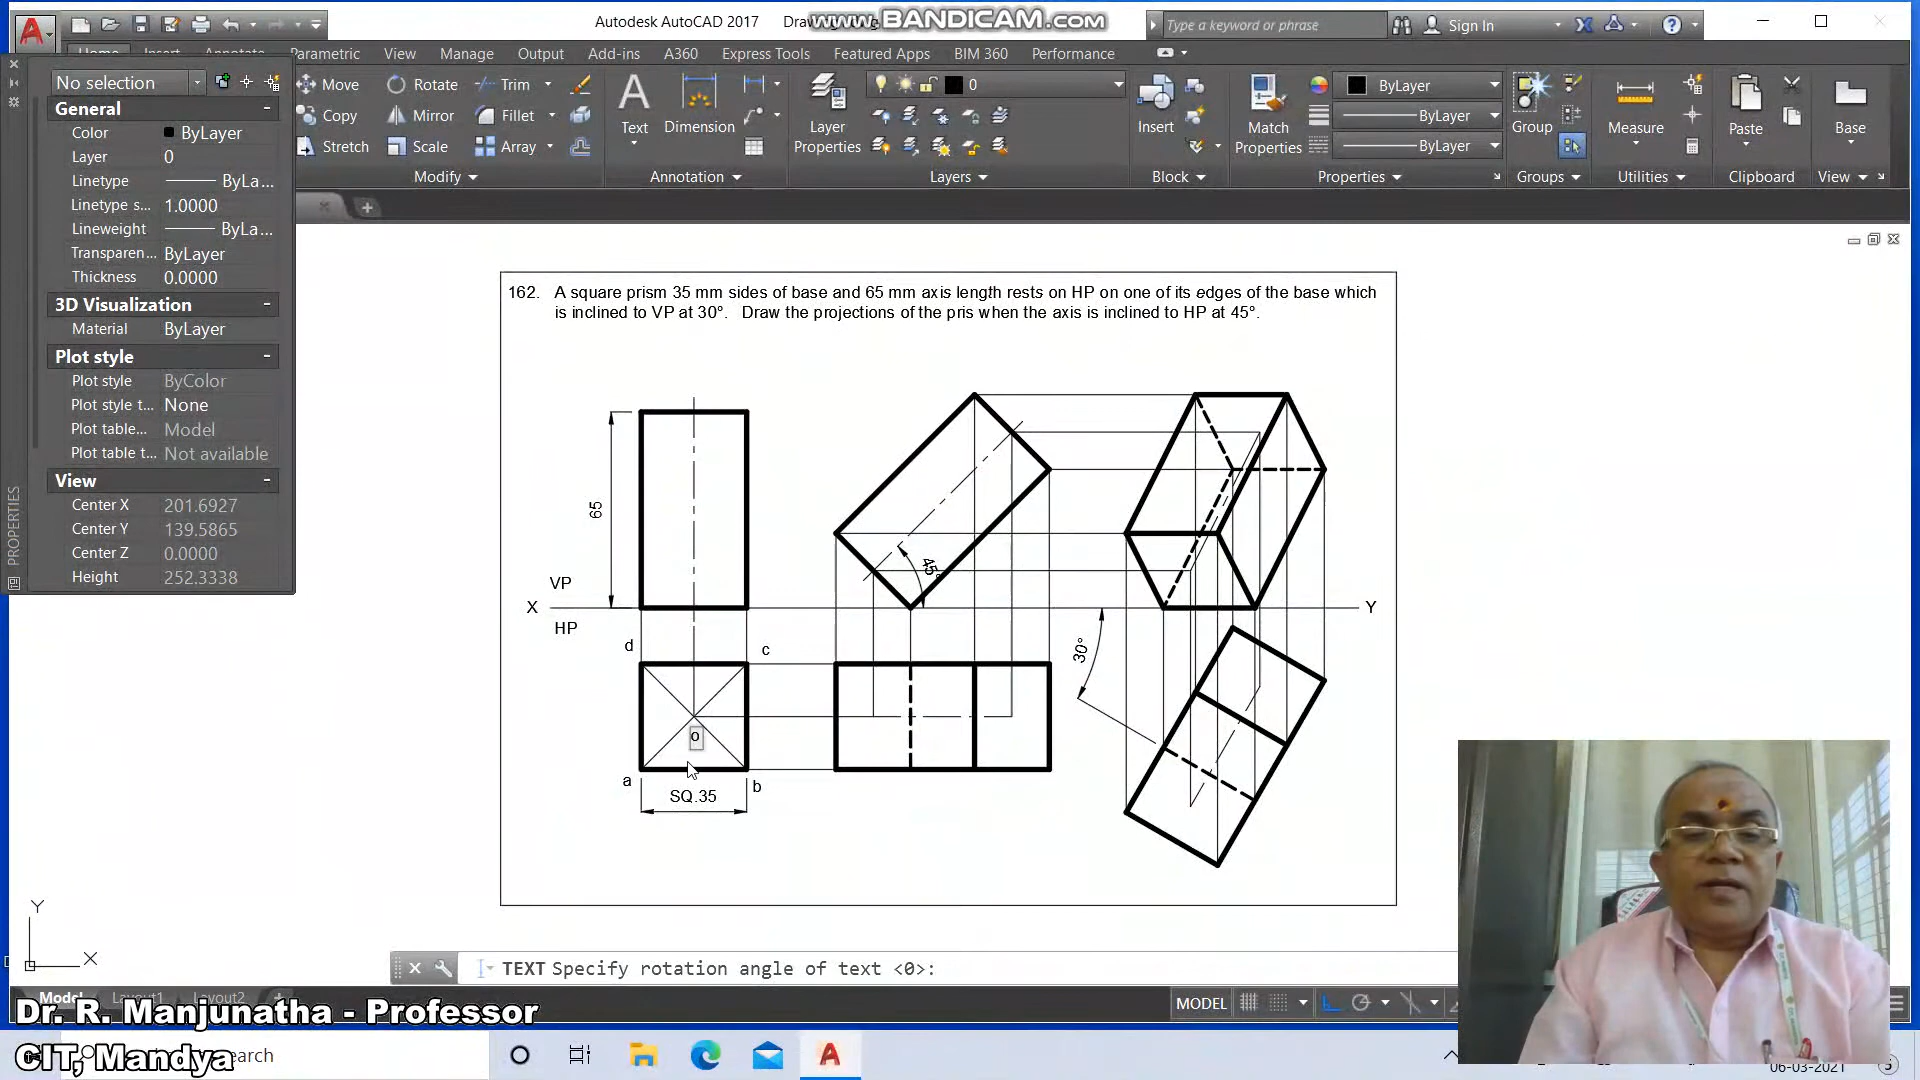 Autodesk AutoCAD 2017
www.BANDICAM.com
Type a keyword or phrase
Sign In
Parametric View Manage Output Add-ins A360 Express Tools Featured Apps BIM 360 Performance
No selection
General
Color ByLayer
Layer 0
Linetype ByLa...
Linetype s... 1.0000
Lineweight ByLa...
Transparen... ByLayer
Thickness 0.0000
3D Visualization
Material ByLayer
Plot style
Plot style ByColor
Plot style t... None
Plot table... Model
Plot table t... Not available
View
Center X 201.6927
Center Y 139.5865
Center Z 0.0000
Height 252.3338
PROPERTIES
Move Rotate Trim
Copy Mirror Fillet
Stretch Scale Array
Modify
Text
Dimension
Annotation
Layer Properties
0
Layers
Insert
Block
Match Properties
ByLayer
ByLayer
ByLayer
Properties
Group
Groups
Measure
Utilities
Paste
Clipboard
Base
View
162. A square prism 35 mm sides of base and 65 mm axis length rests on HP on one of its edges of the base which
is inclined to VP at 30°. Draw the projections of the pris when the axis is inclined to HP at 45°.
65
45°
VP
X
Y
HP
d
c
30°
o
a
b
SQ.35
Y
X
TEXT Specify rotation angle of text <0>:
Model Layout1 Layout2
MODEL
Dr. R. Manjunatha - Professor
CIT, Mandya
06-03-2021